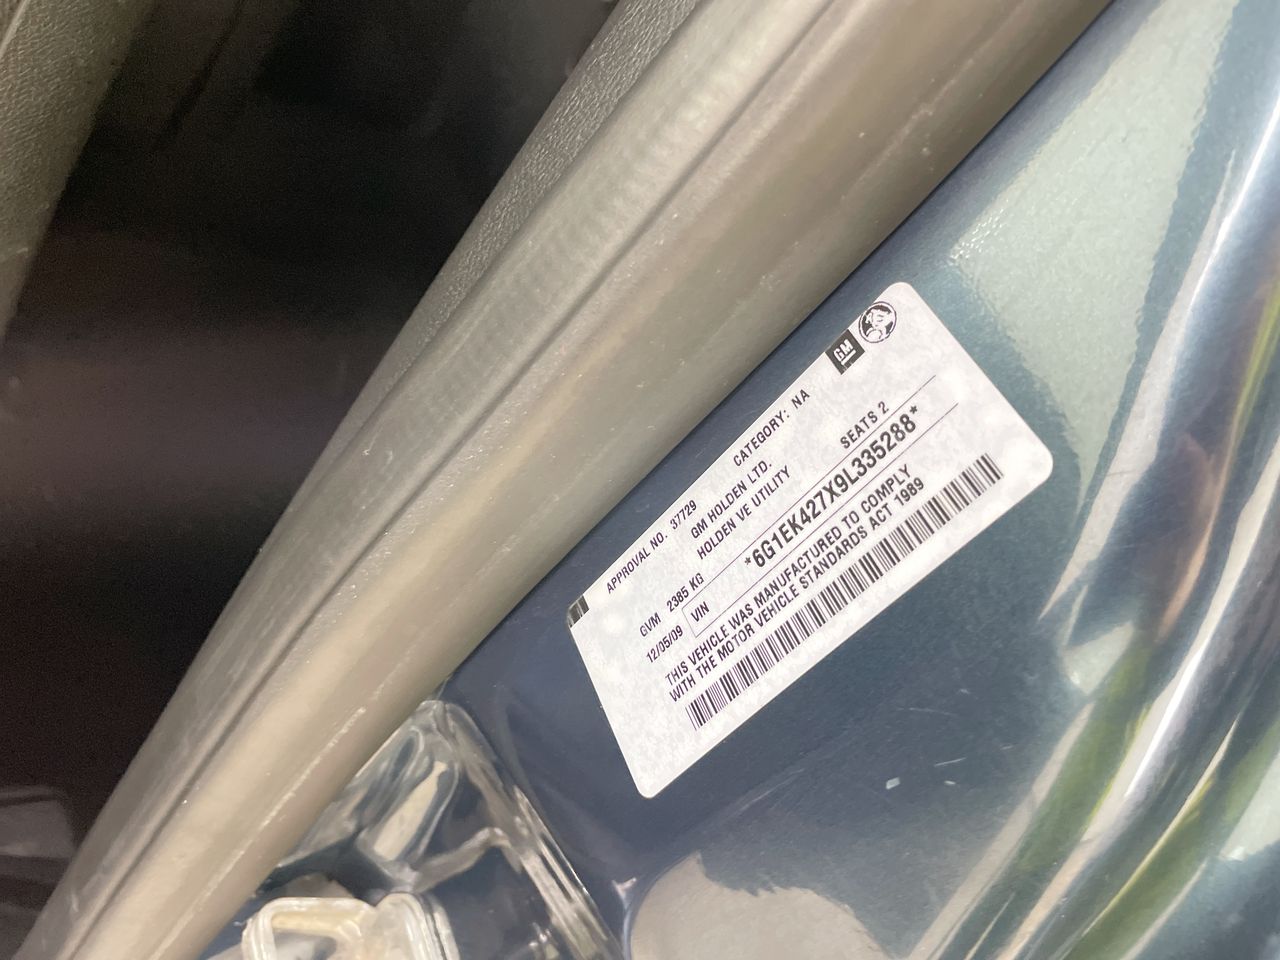 GM
APPROVAL NO. 37729 CATEGORY: NA
GM HOLDEN LTD.
HOLDEN VE UTILITY
GVM 2385 KG SEATS 2
12/05/09 VIN *6G1EK427X9L335288*
THIS VEHICLE WAS MANUFACTURED TO COMPLY
WITH THE MOTOR VEHICLE STANDARDS ACT 1989